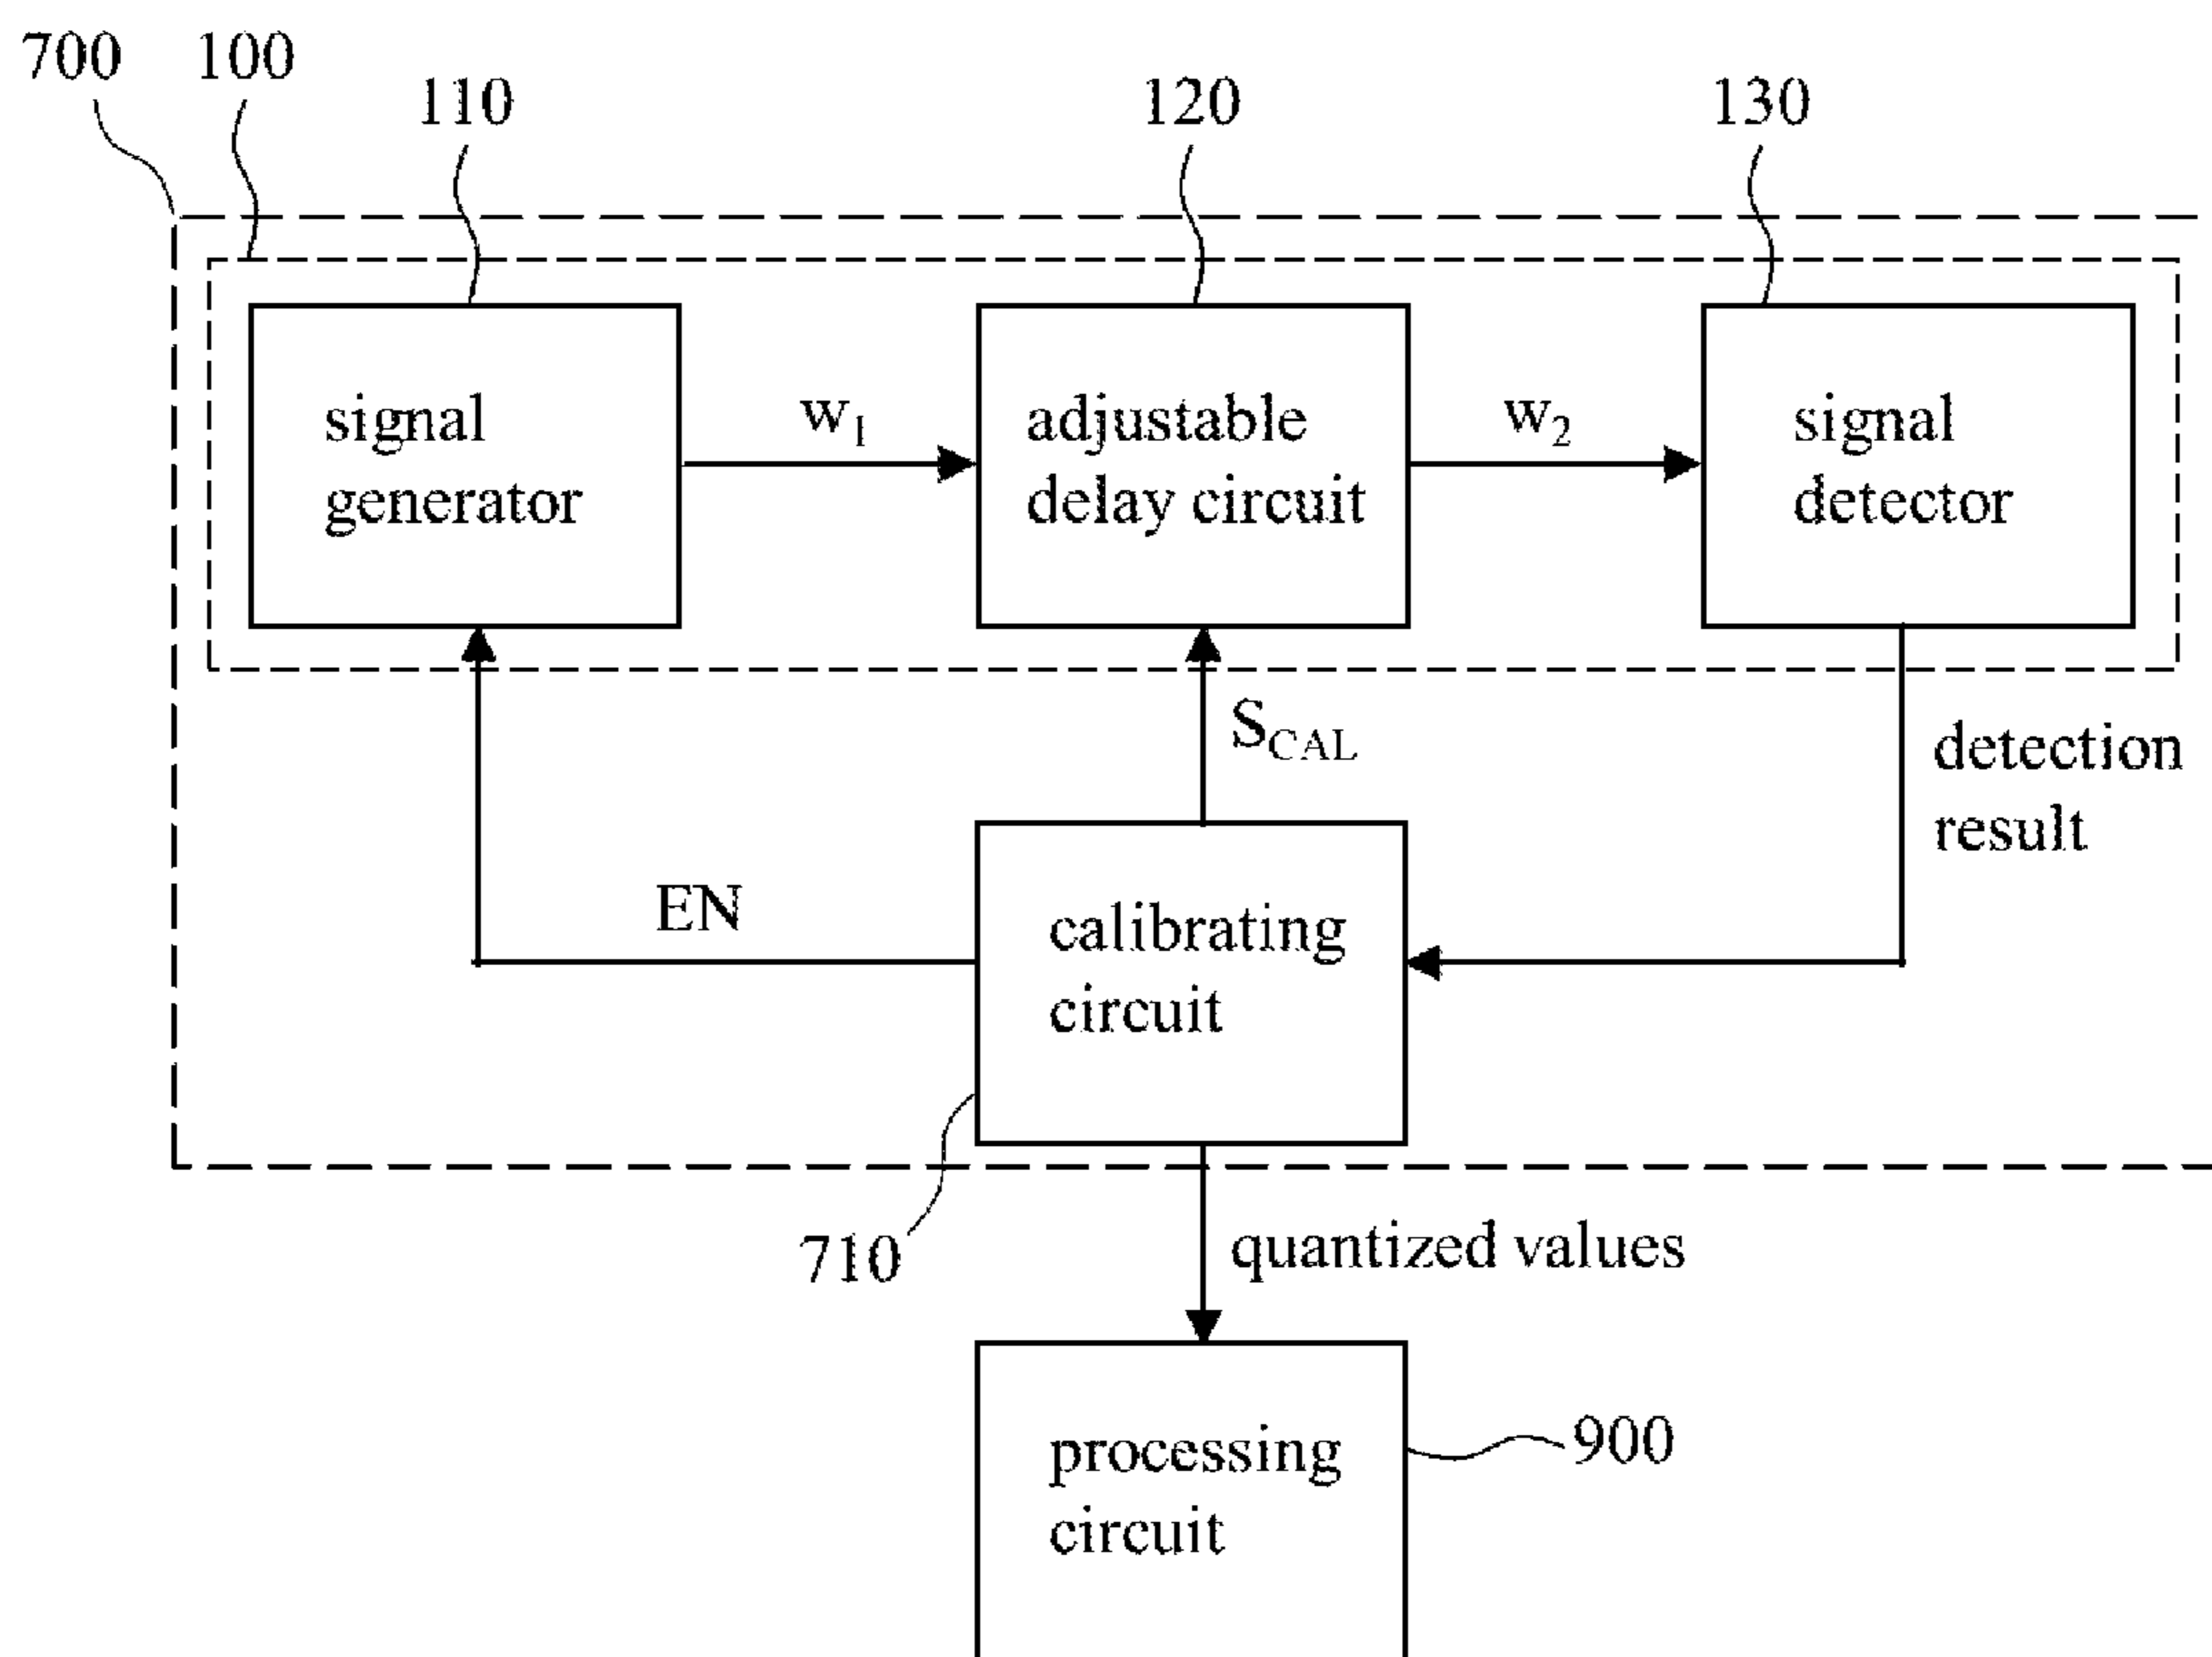 700
100
110
120
130
signal
generator
w1
adjustable
delay circuit
w2
signal
detector
SCAL
detection
result
EN
calibrating
circuit
710
quantized values
processing
circuit
900